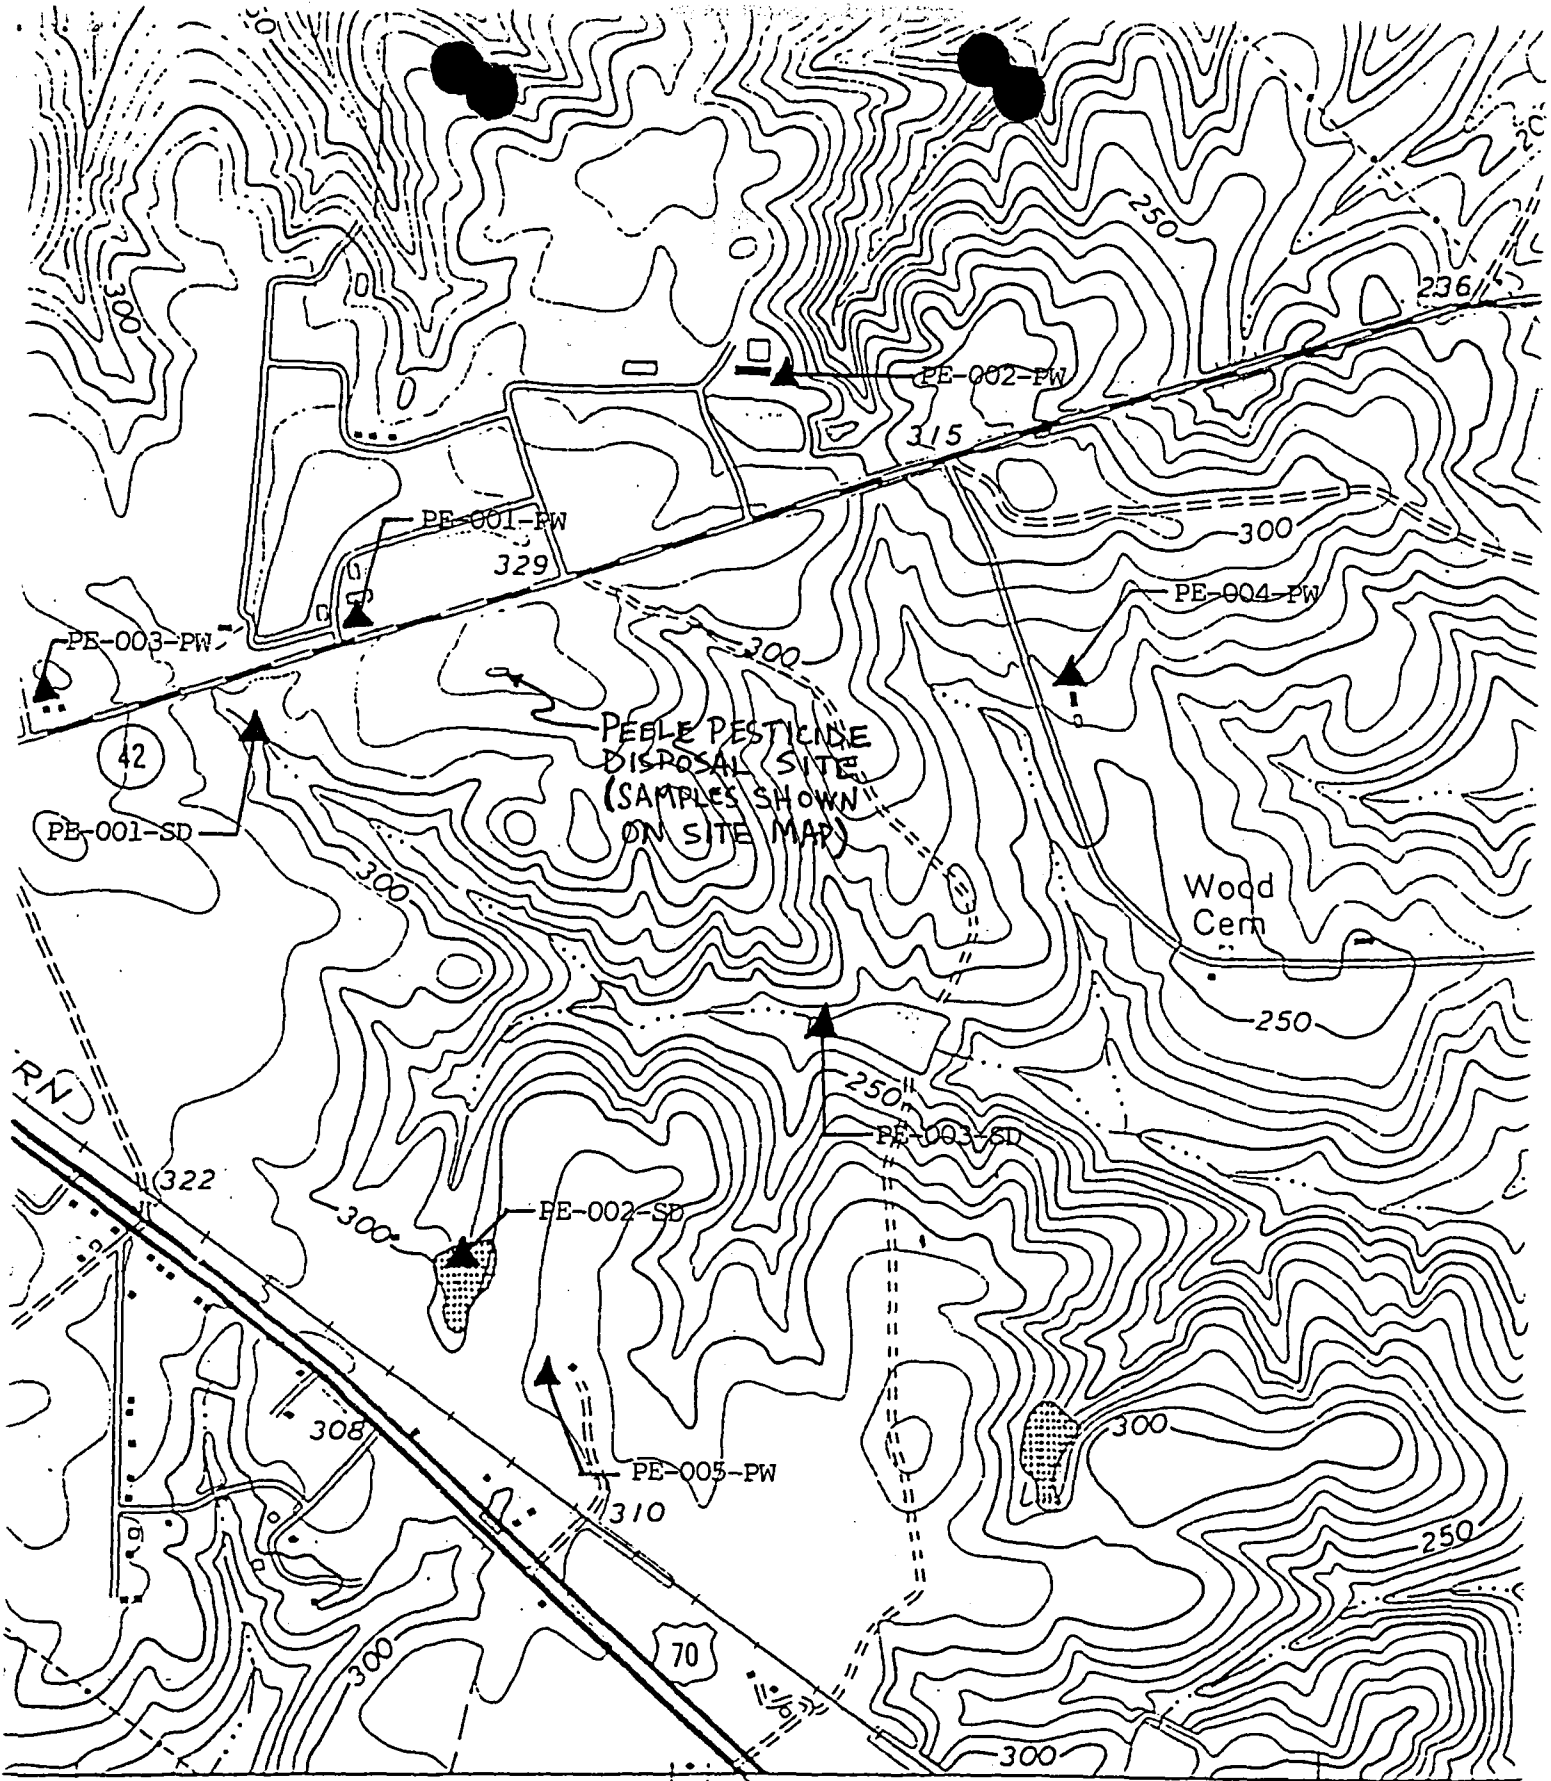 300
250
236
PE-002-PW
315
PE-001-PW
329
300
PE-004-PW
PE-003-PW
300
42
PEELE PESTICIDE
DISPOSAL SITE
(SAMPLES SHOWN
ON SITE MAP)
PE-001-SD
300
Wood
Cem
250
RN
250
PE-003-SD
322
PE-002-SD
300
308
300
PE-005-PW
310
250
70
300
300